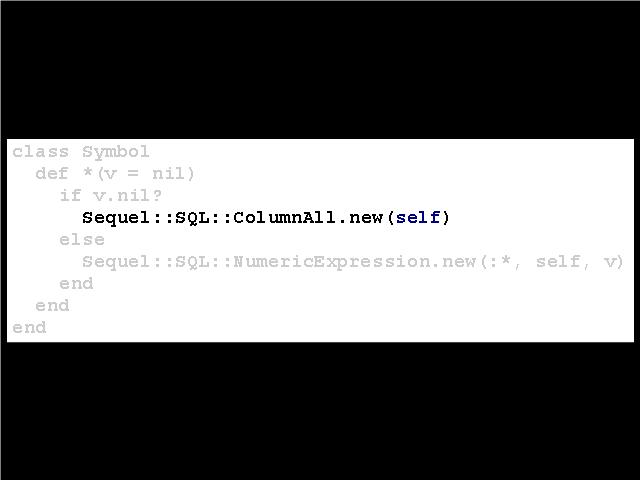 class Symbol
  def *(v = nil)
    if v.nil?
      Sequel::SQL::ColumnAll.new(self)
    else
      Sequel::SQL::NumericExpression.new(:*, self, v)
    end
  end
end